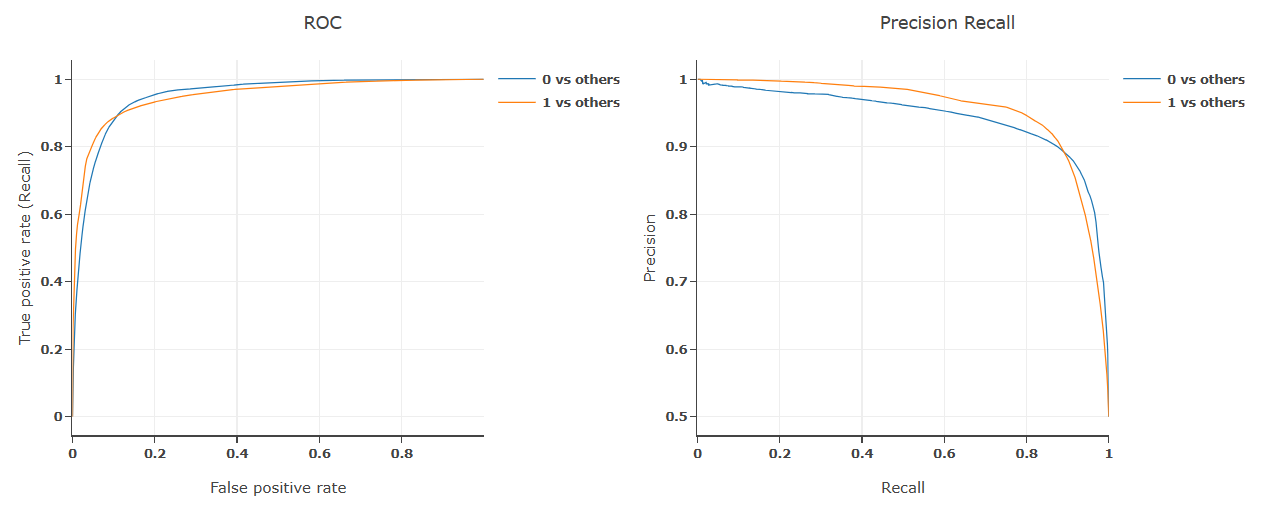 ROC
Precision Recall
1
0.8
0.6
0.4
0.2
0
True positive rate (Recall)
0
0.2
0.4
0.6
0.8
False positive rate
0 vs others
1 vs others
1
0.9
0.8
0.7
0.6
0.5
Precision
0
0.2
0.4
0.6
0.8
1
Recall
0 vs others
1 vs others